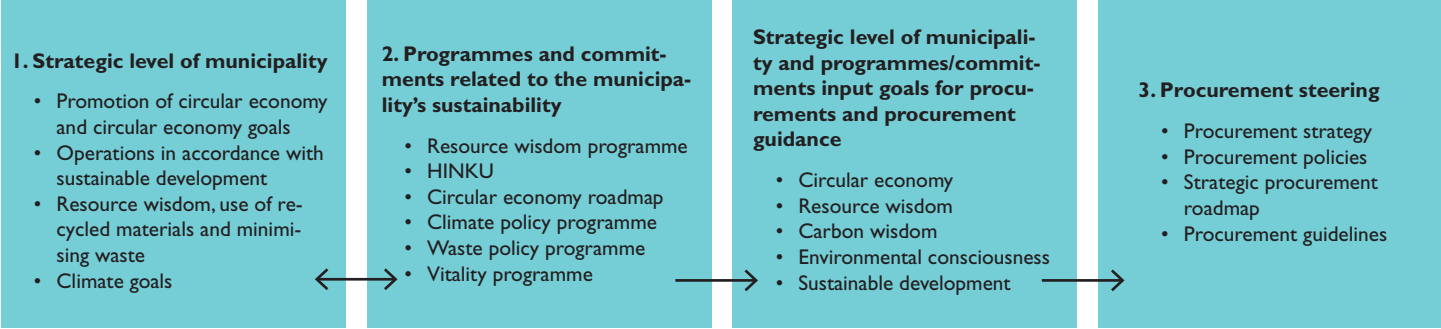 1. Strategic level of municipality
• Promotion of circular economy
and circular economy goals
• Operations in accordance with
sustainable development
• Resource wisdom, use of re-
cycled materials and minimi-
sing waste
• Climate goals
2. Programmes and commit-
ments related to the municipa-
lity's sustainability
• Resource wisdom programme
• HINKU
• Circular economy roadmap
• Climate policy programme
• Waste policy programme
• Vitality programme
Strategic level of municipali-
ty and programmes/commit-
ments input goals for procu-
rements and procurement
guidance
• Circular economy
• Resource wisdom
• Carbon wisdom
• Environmental consciousness
• Sustainable development
3. Procurement steering
• Procurement strategy
• Procurement policies
• Strategic procurement
roadmap
• Procurement guidelines